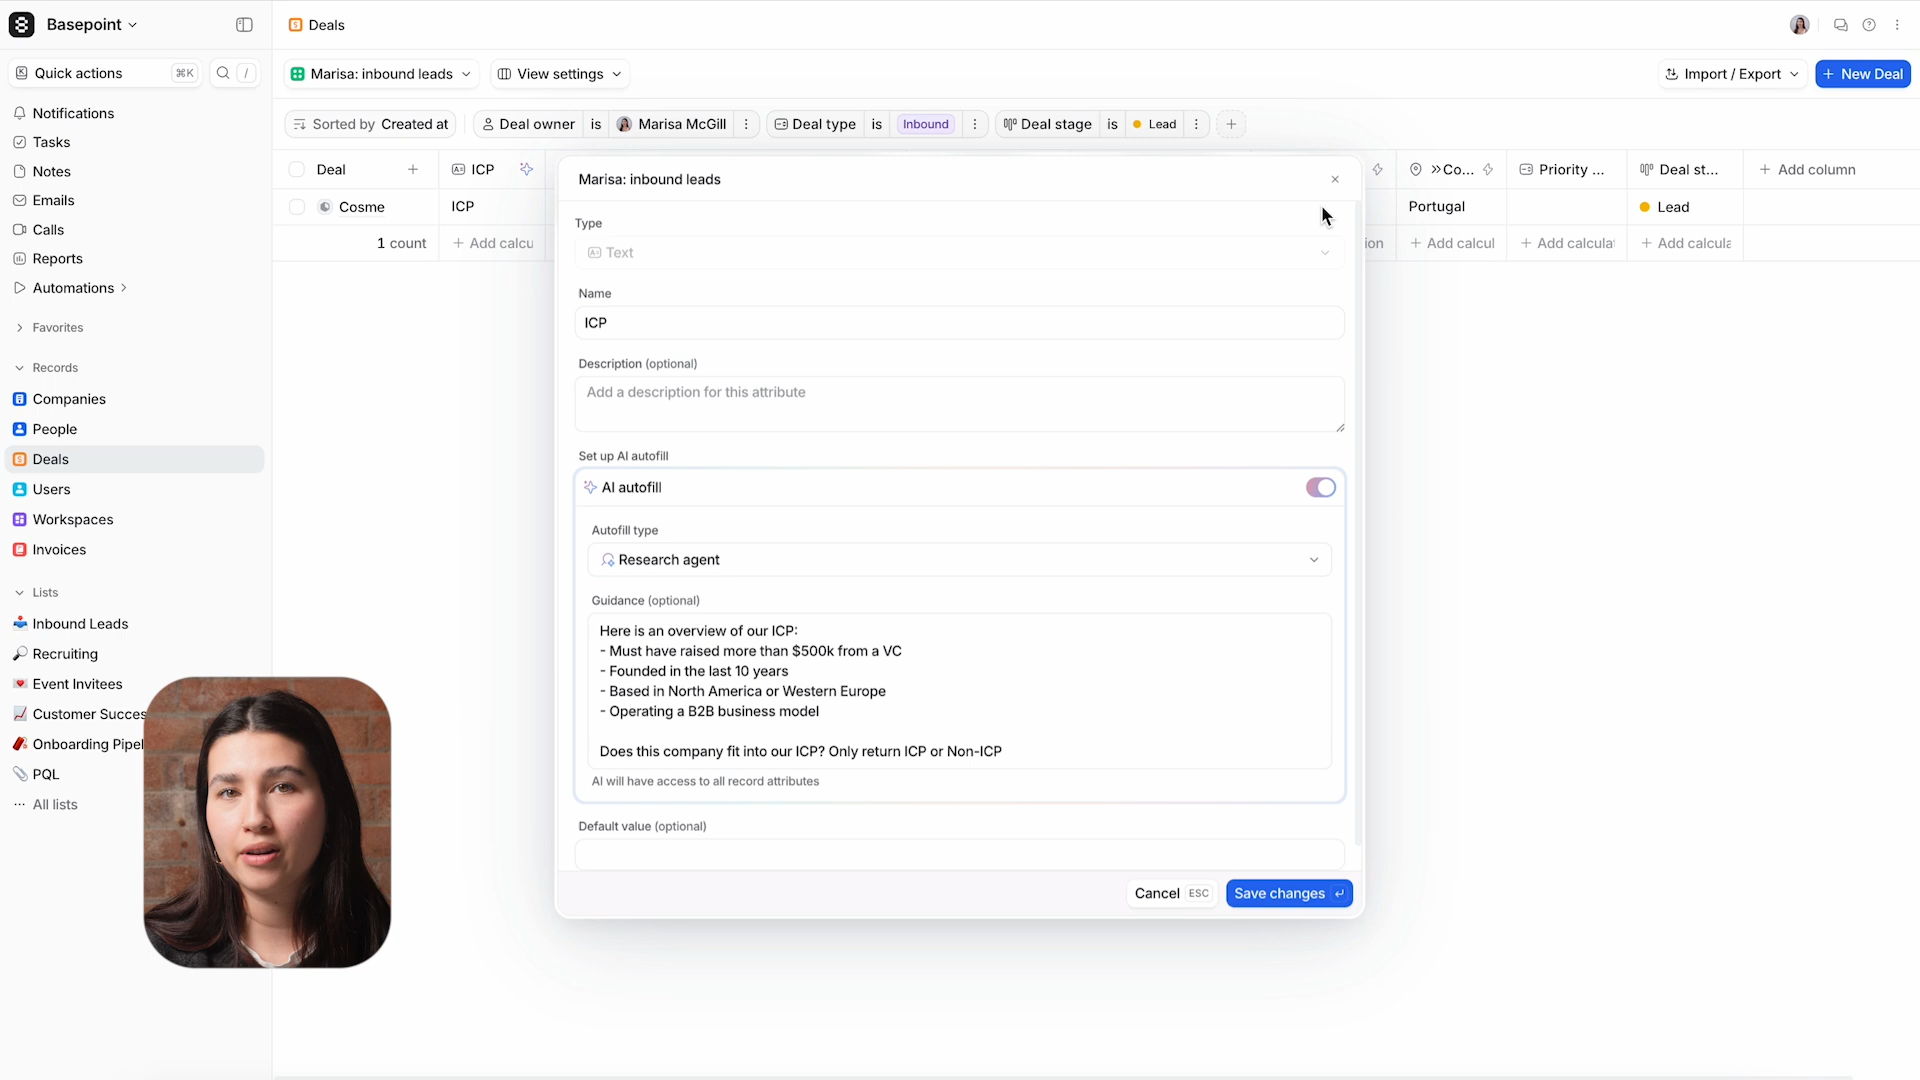 Basepoint
Deals
Quick actions
⌘K
/
Marisa: inbound leads
View settings
Import / Export
+ New Deal
Notifications
Tasks
Notes
Emails
Calls
Reports
Automations
Favorites
Records
Companies
People
Deals
Users
Workspaces
Invoices
Lists
Inbound Leads
Recruiting
Event Invitees
Customer Succes
Onboarding Pipel
PQL
All lists
Sorted by Created at
Deal owner is Marisa McGill
Deal type is Inbound
Deal stage is Lead
Deal
ICP
»Co...
Priority ...
Deal st...
+ Add column
Cosme
ICP
Portugal
Lead
1 count
+ Add calcu
ion
+ Add calcul
+ Add calcula
+ Add calcula
Marisa: inbound leads
Type
Text
Name
ICP
Description (optional)
Add a description for this attribute
Set up AI autofill
AI autofill
Autofill type
Research agent
Guidance (optional)
Here is an overview of our ICP:
- Must have raised more than $500k from a VC
- Founded in the last 10 years
- Based in North America or Western Europe
- Operating a B2B business model
Does this company fit into our ICP? Only return ICP or Non-ICP
AI will have access to all record attributes
Default value (optional)
Cancel ESC
Save changes